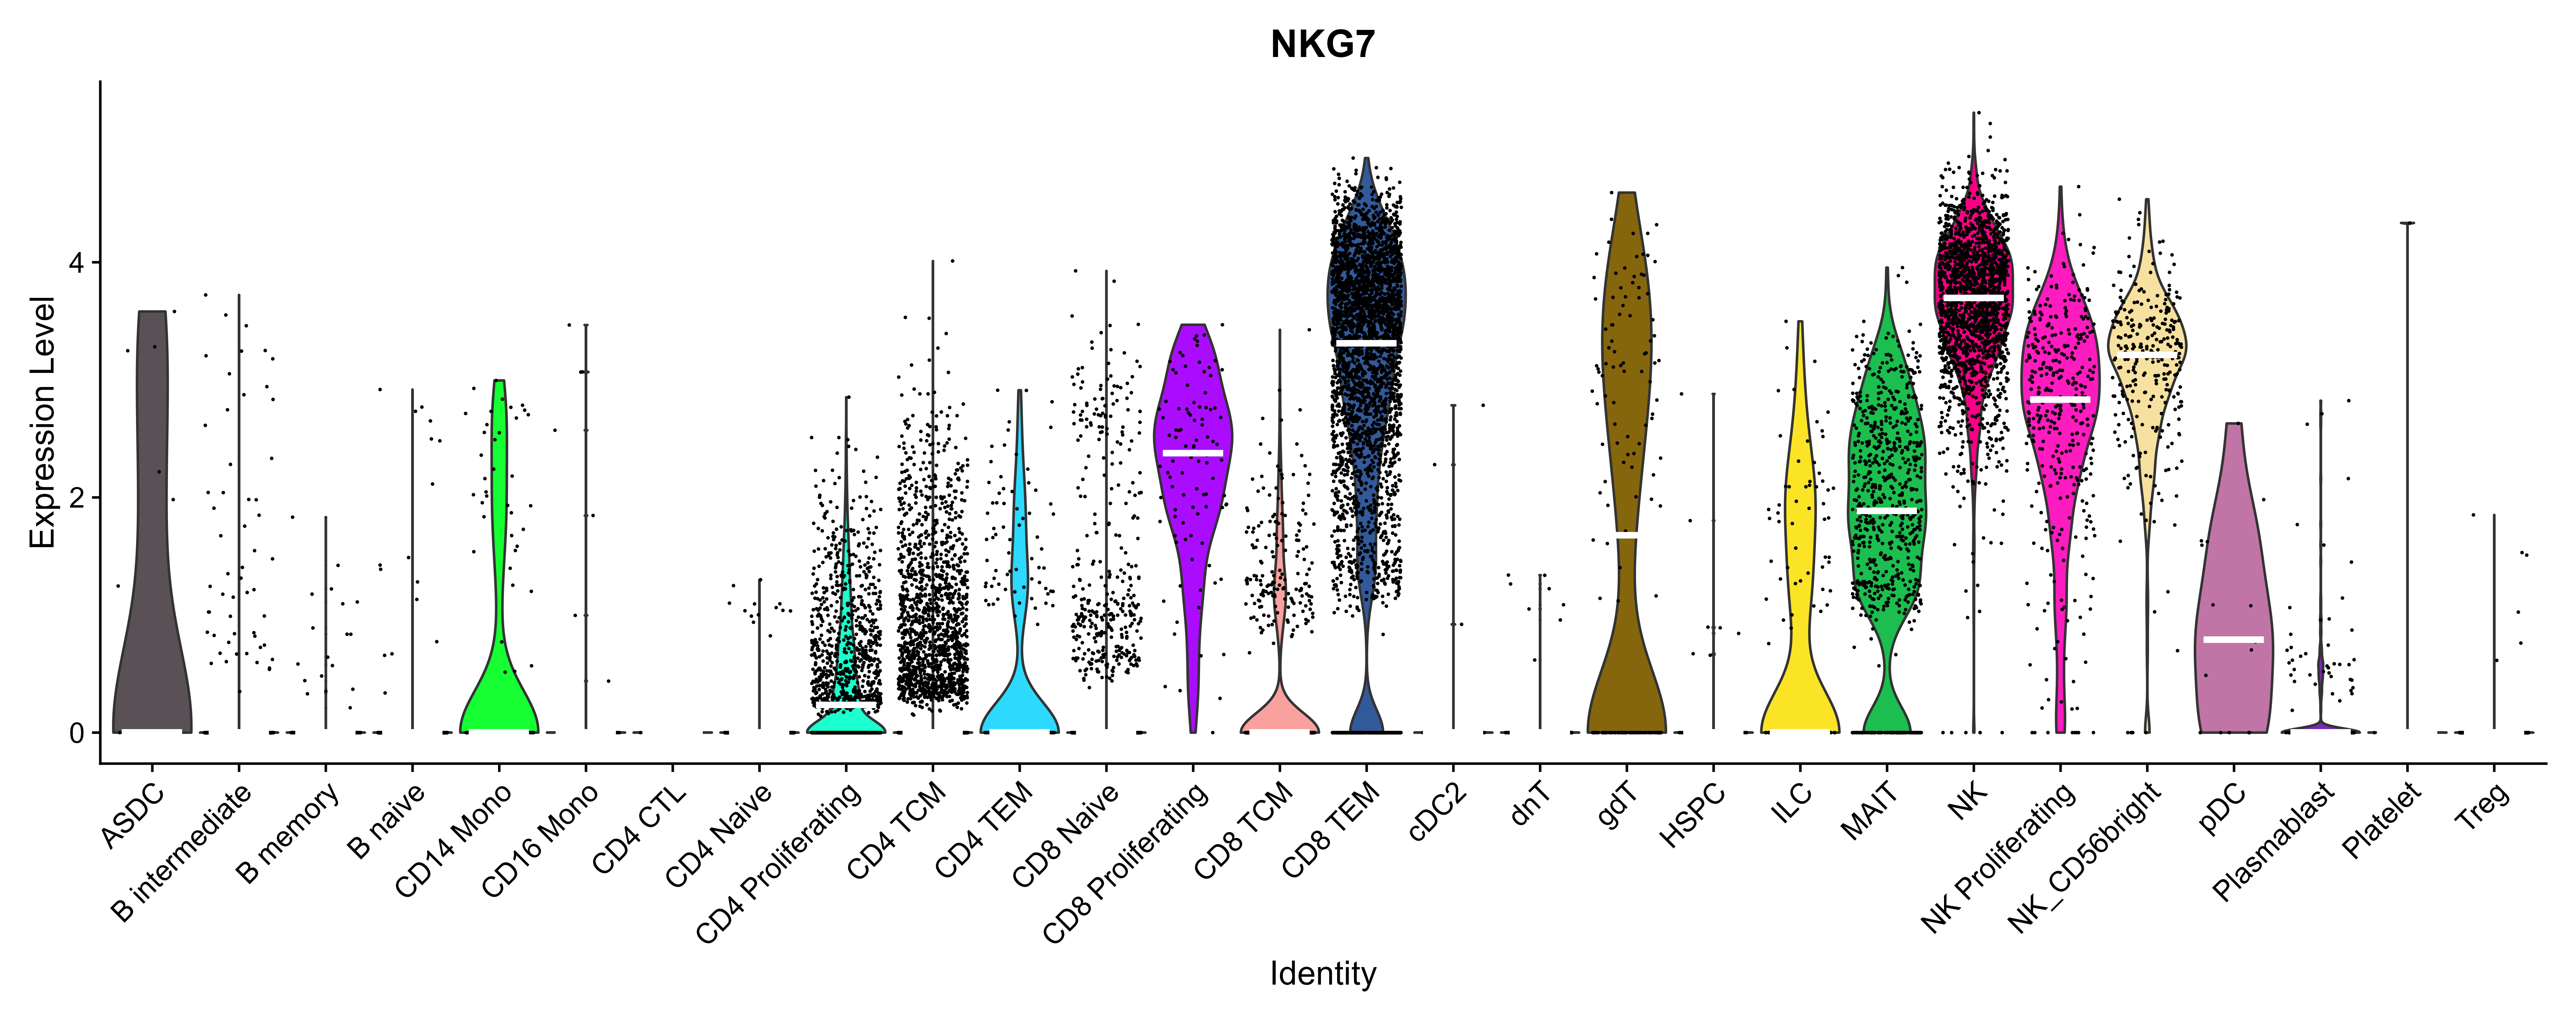 NKG7
Expression Level
4
2
0
ASDC
B intermediate
B memory
B naive
CD14 Mono
CD16 Mono
CD4 CTL
CD4 Naive
CD4 Proliferating
CD4 TCM
CD4 TEM
CD8 Naive
CD8 Proliferating
CD8 TCM
CD8 TEM
cDC2
dnT
gdT
HSPC
ILC
MAIT
NK
NK Proliferating
NK_CD56bright
pDC
Plasmablast
Platelet
Treg
Identity